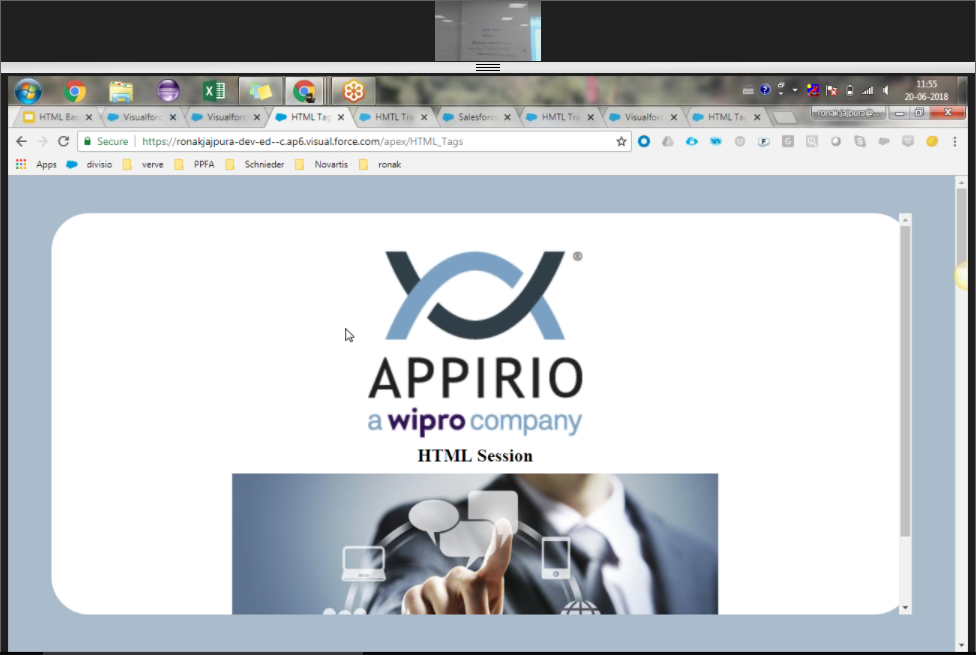 11:55
20-06-2018
HTML Ba
Visualforc
Visualforc
HTML Tag
HMTL Tra
Salesforce
HMTL Tra
Visualforc
HTML Tag
ronakjajpura@
Secure https://ronakjajpura-dev-ed--c.ap6.visual.force.com/apex/HTML_Tags
Apps divisio verve PPFA Schnieder Novartis ronak
APPIRIO ®
a wipro company
HTML Session